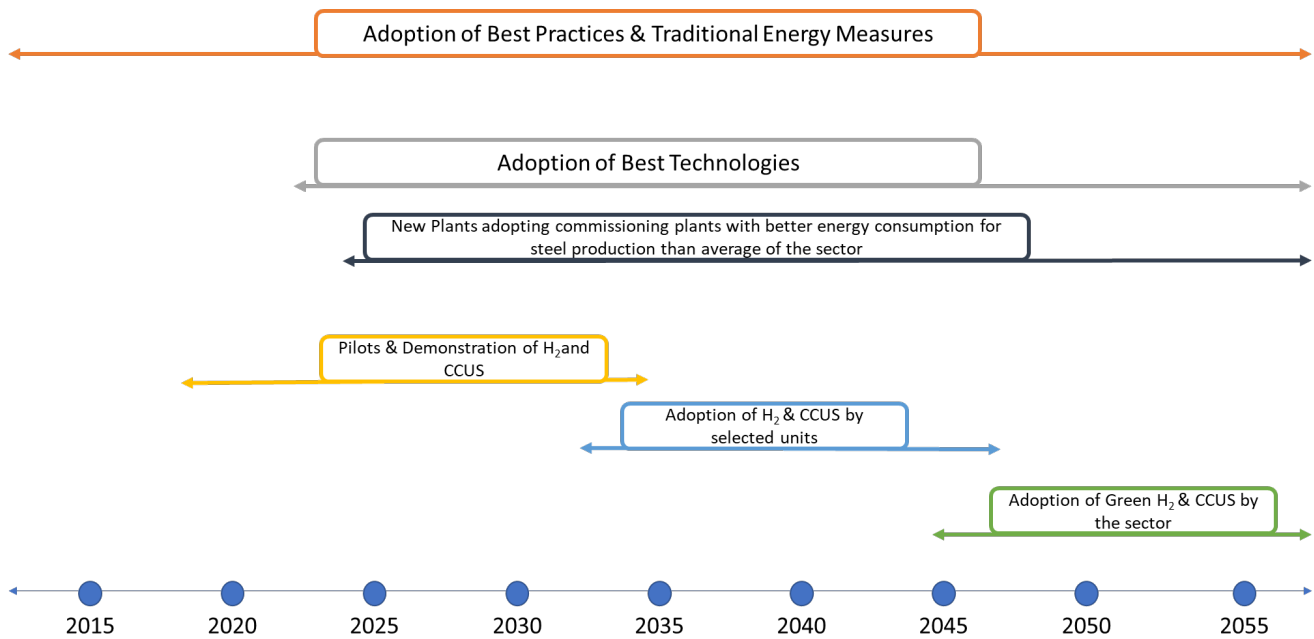 Adoption of Best Practices & Traditional Energy Measures
Adoption of Best Technologies
New Plants adopting commissioning plants with better energy consumption for
steel production than average of the sector
Pilots & Demonstration of H₂and
CCUS
Adoption of H₂ & CCUS by
selected units
Adoption of Green H₂ & CCUS by
the sector
2015 2020 2025 2030 2035 2040 2045 2050 2055